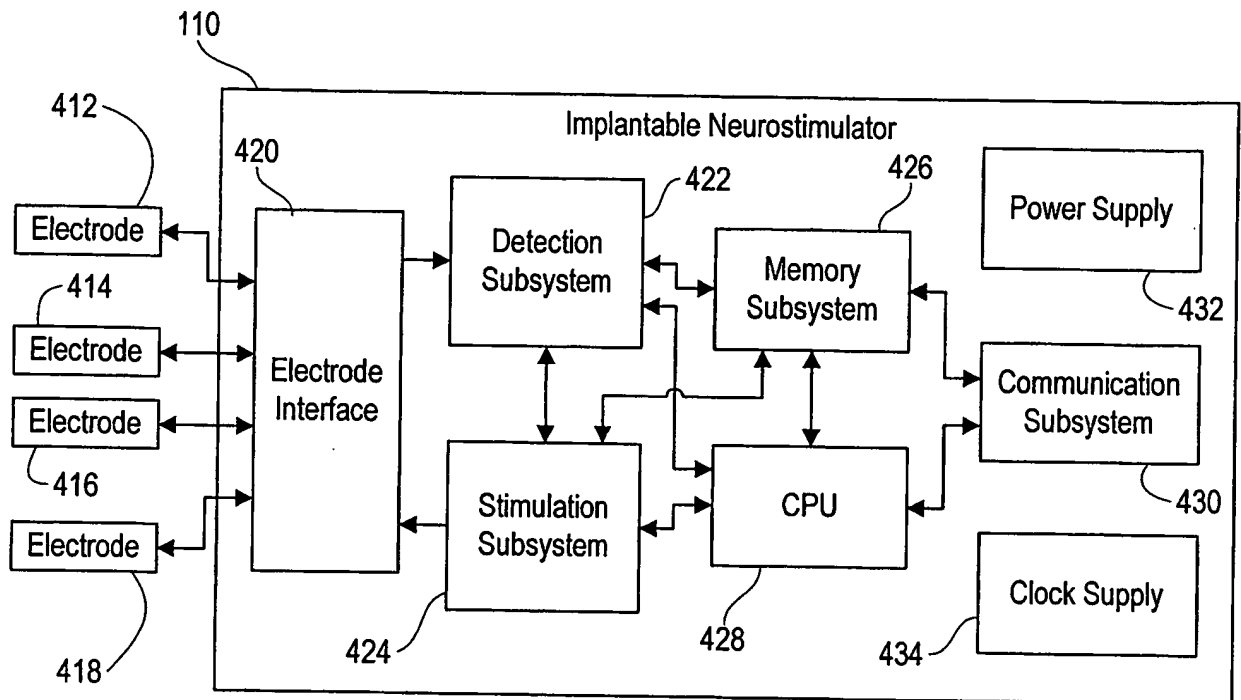 110
412
Implantable Neurostimulator
420
422
426
Electrode
Detection
Subsystem
Memory
Subsystem
Power Supply
432
414
Electrode
Electrode
Interface
Communication
Subsystem
430
Electrode
416
Stimulation
Subsystem
CPU
Electrode
418
424
428
Clock Supply
434